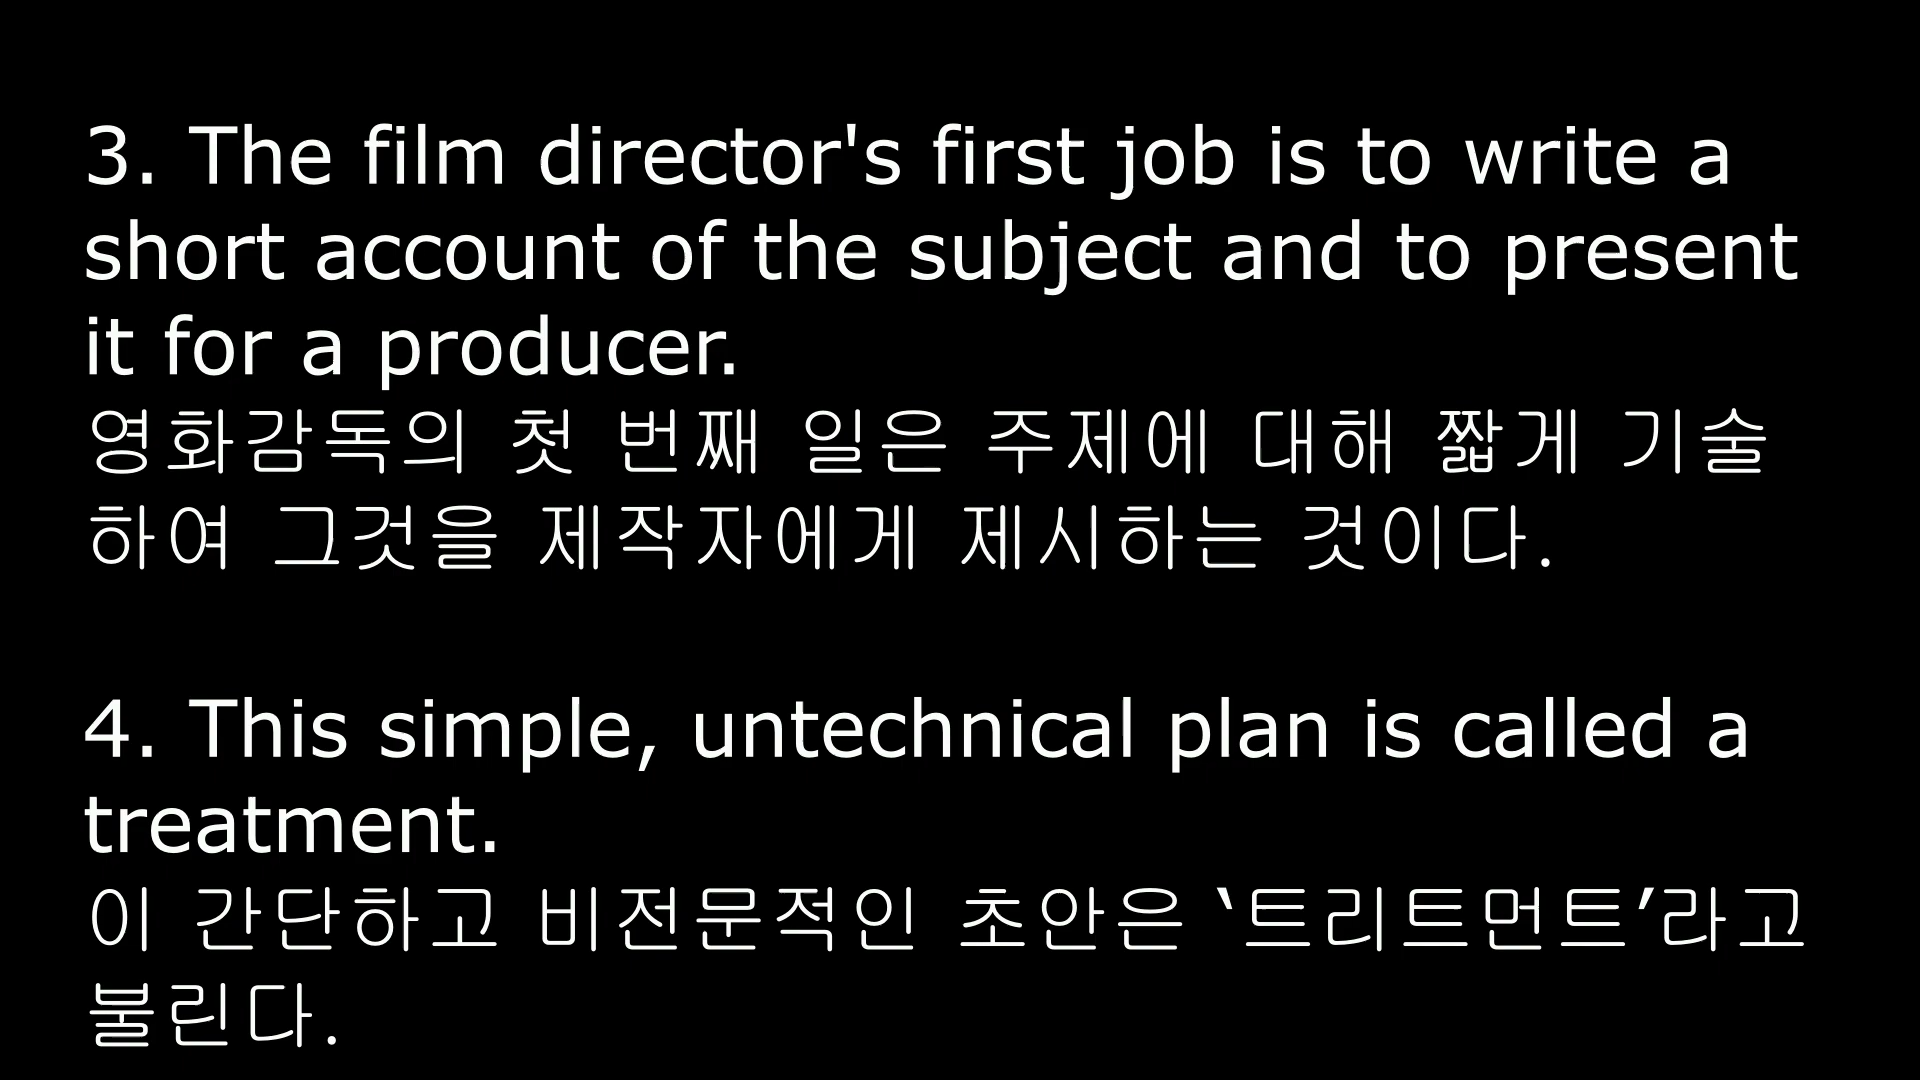 3. The film director's first job is to write a
short account of the subject and to present
it for a producer.
영화감독의 첫 번째 일은 주제에 대해 짧게 기술
하여 그것을 제작자에게 제시하는 것이다.
4. This simple, untechnical plan is called a
treatment.
이 간단하고 비전문적인 초안은 ‘트리트먼트’라고
불린다.